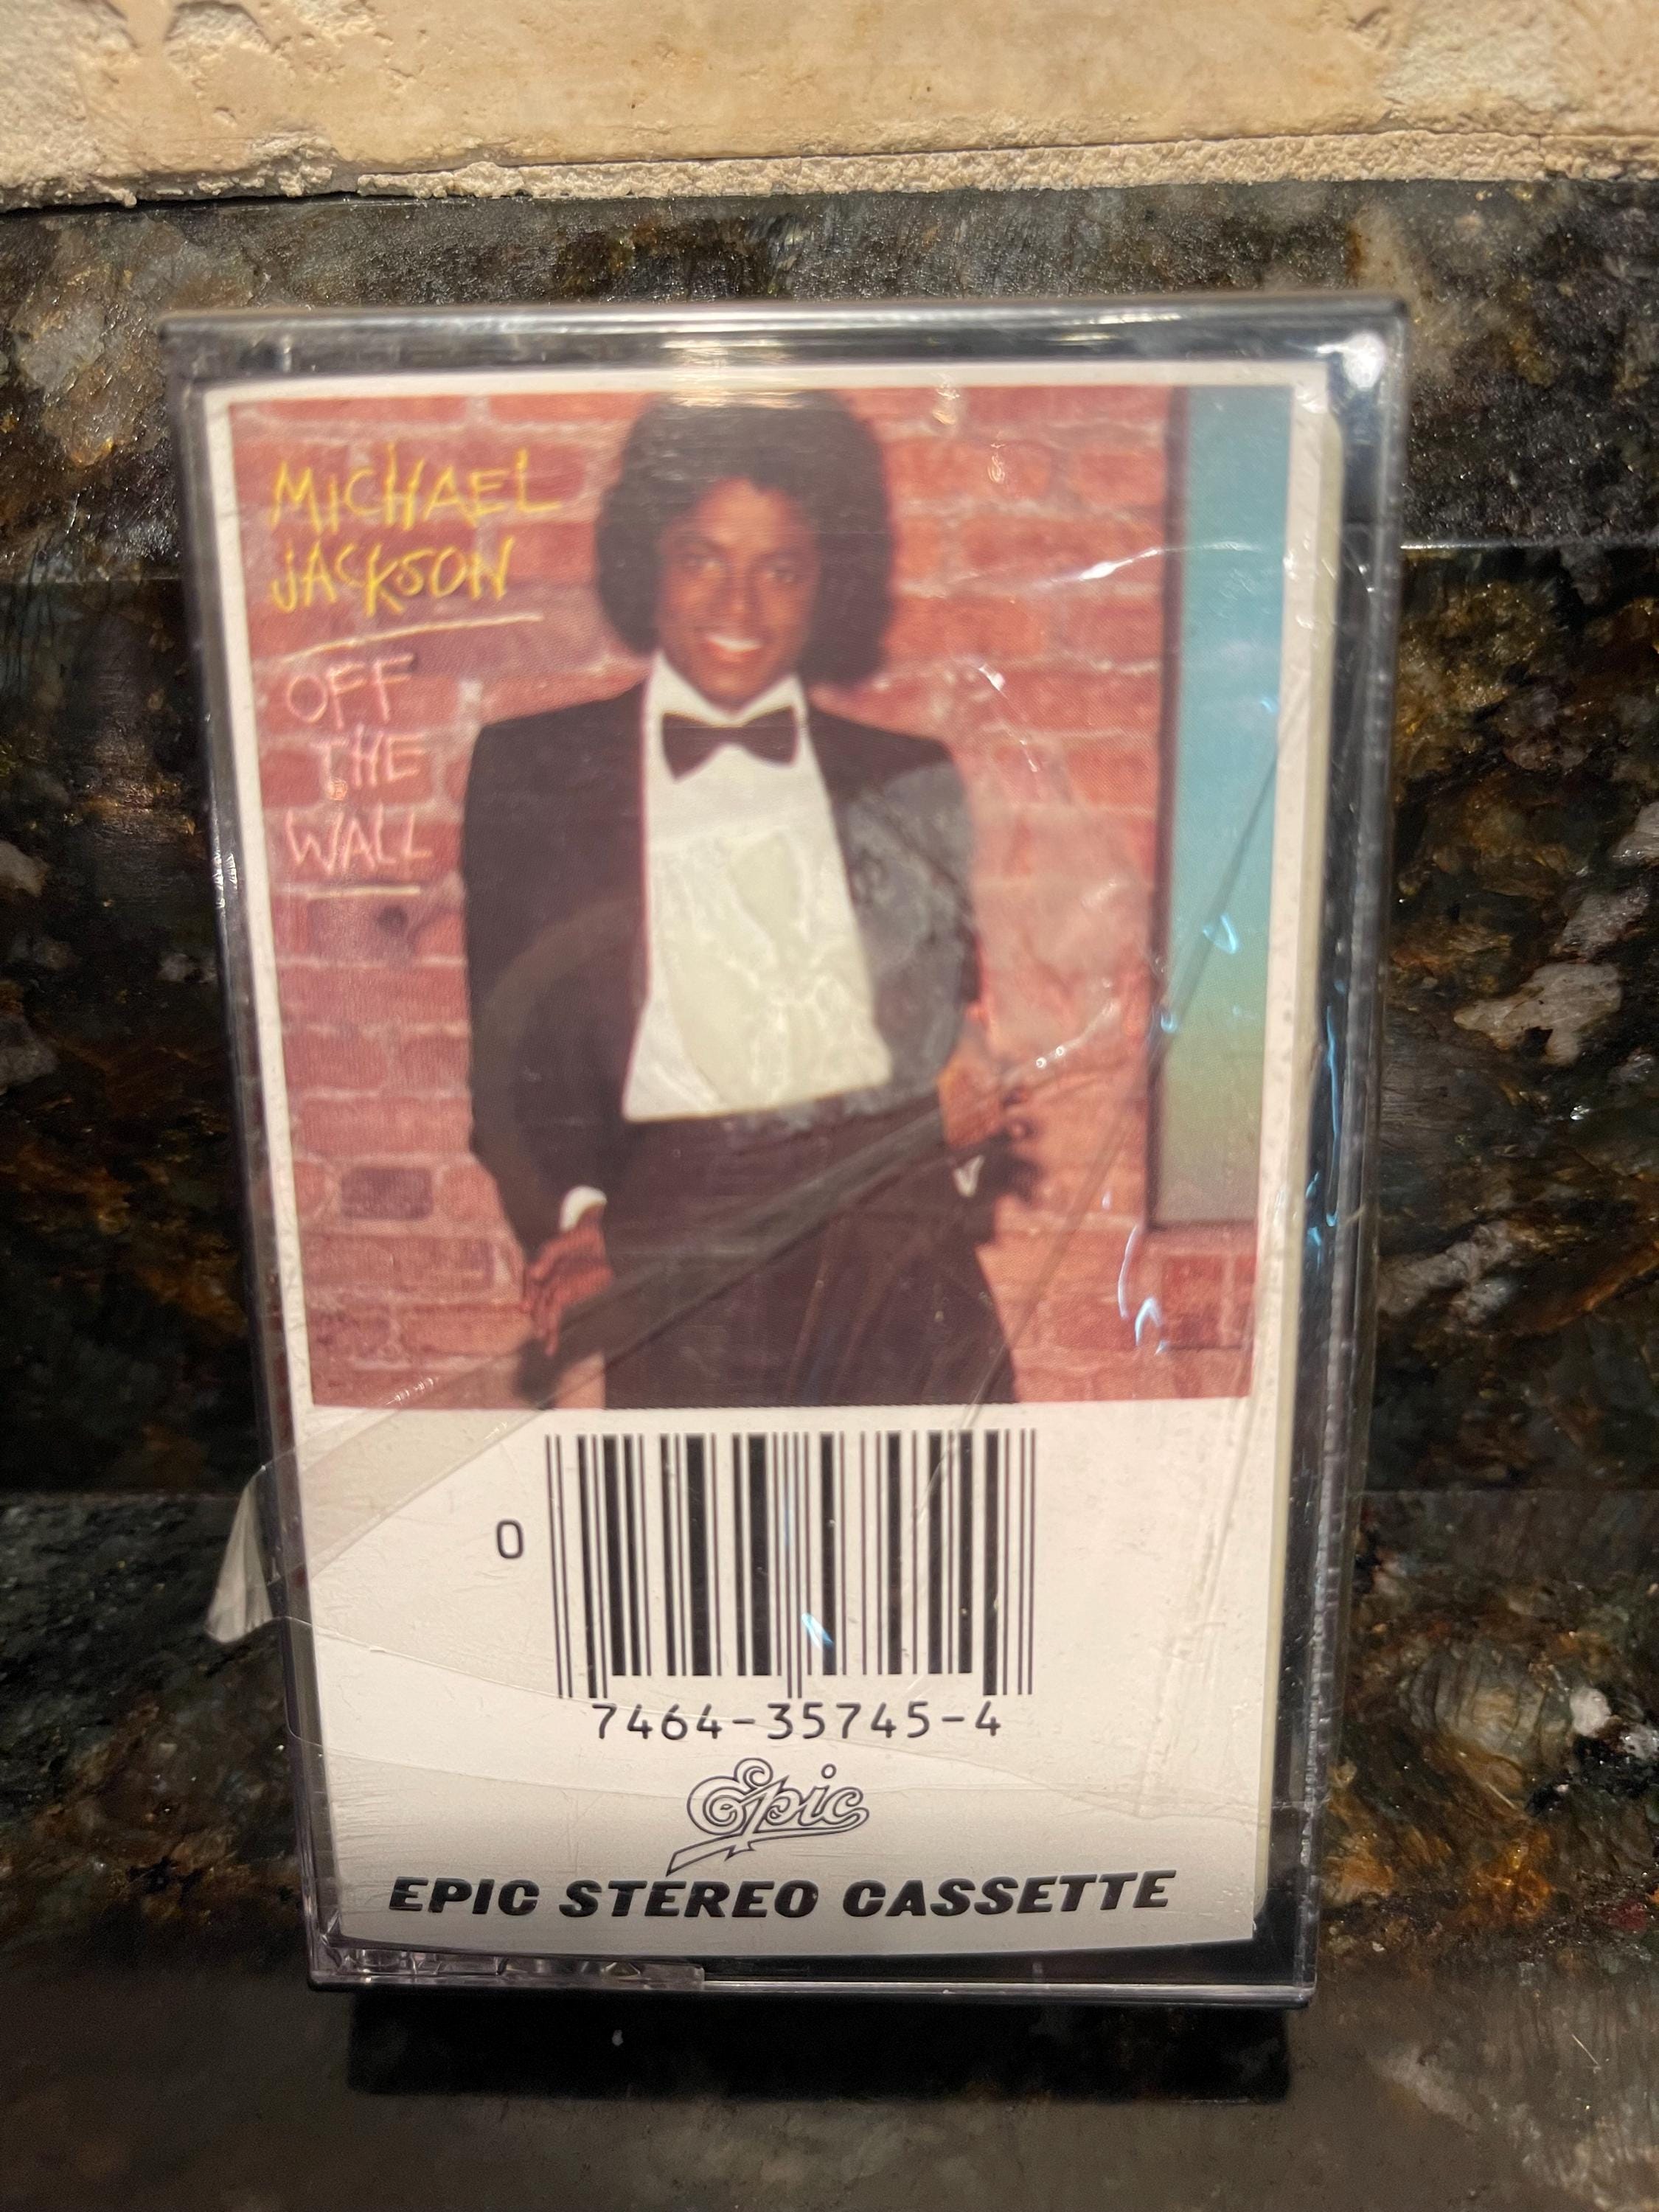 MICHAEL
JACKSON
OFF
THE
WALL
0
7464-35745-4
Epic
EPIC STEREO CASSETTE